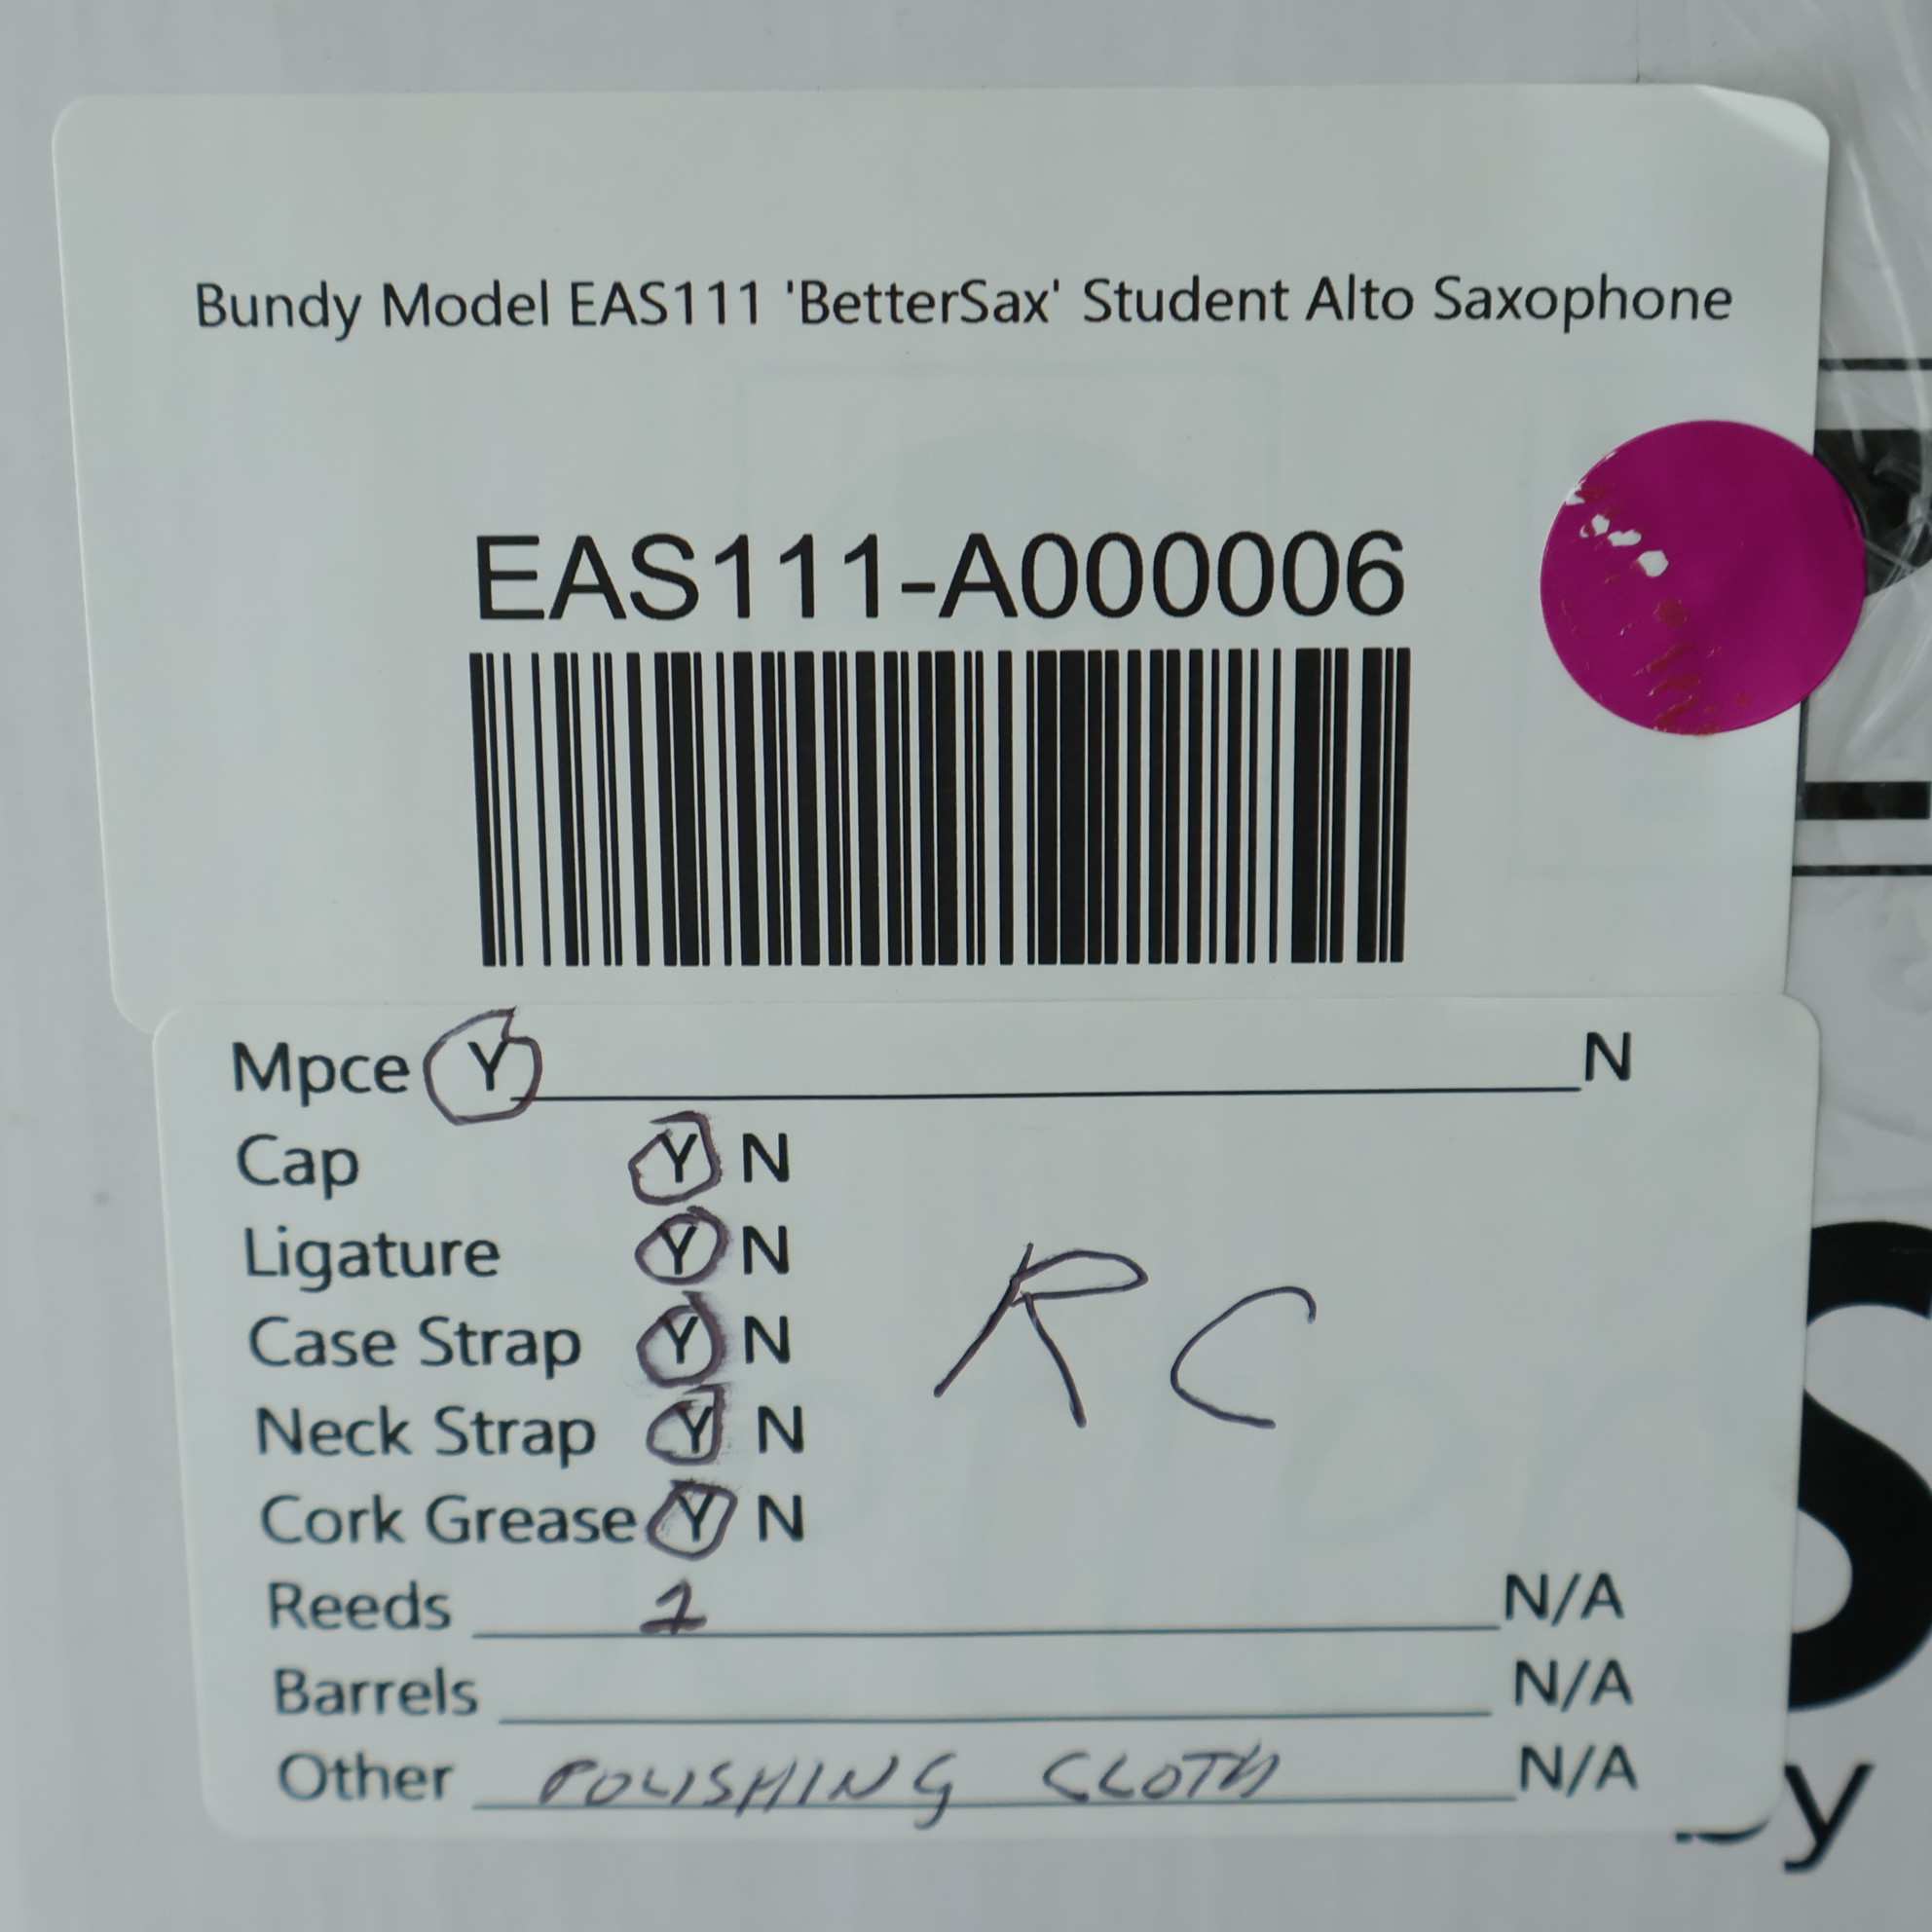 Bundy Model EAS111 'BetterSax' Student Alto Saxophone
EAS111-A000006
Mpce Y N
Cap Y N
Ligature Y N
Case Strap Y N
Neck Strap Y N
Cork Grease Y N
RC
Reeds 1 N/A
Barrels N/A
Other POLISHING CLOTH N/A